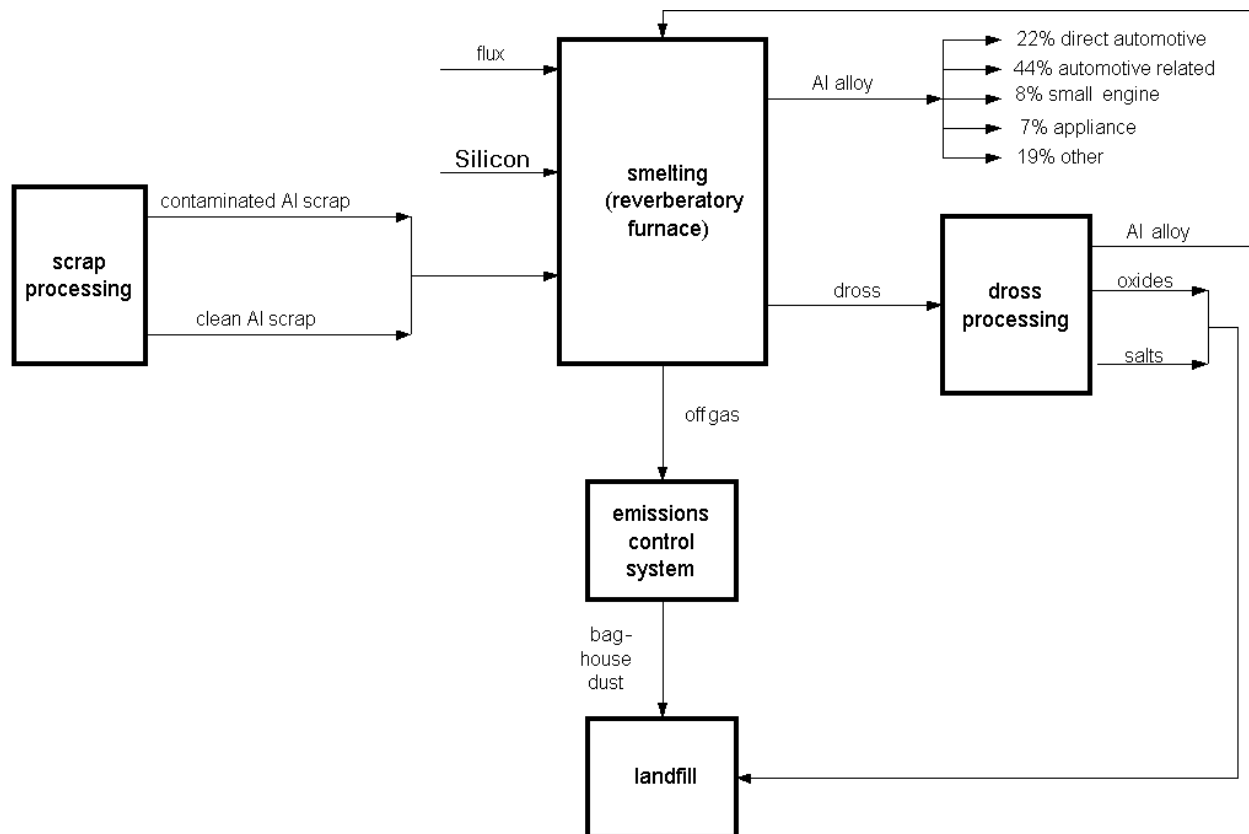 flux
Silicon
contaminated Al scrap
clean Al scrap
scrap
processing
smelting
(reverberatory
furnace)
Al alloy
22% direct automotive
44% automotive related
8% small engine
7% appliance
19% other
dross
dross
processing
Al alloy
oxides
salts
off gas
emissions
control
system
bag-
house
dust
landfill